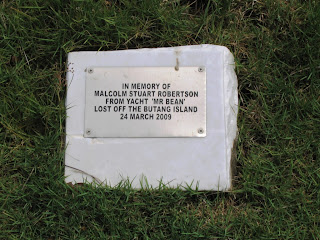 IN MEMORY OF
MALCOLM STUART ROBERTSON
FROM YACHT 'MR BEAN'
LOST OFF THE BUTANG ISLAND
24 MARCH 2009